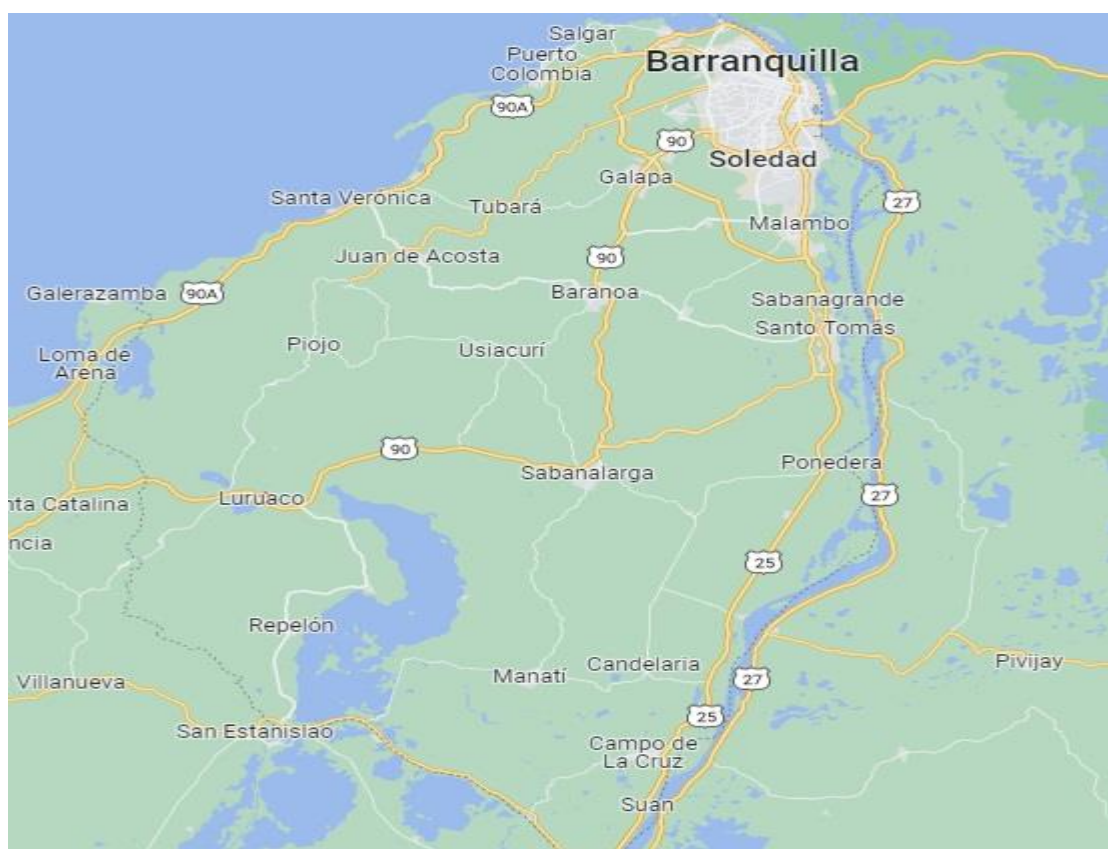 Salgar
Puerto
Colombia
Barranquilla
90A
90
Soledad
Galapa
Santa Verónica
Tubará
27
Malambo
Juan de Acosta
90
Galerazamba
90A
Baranoa
Sabanagrande
Santo Tomas
Piojo
Usiacurí
Loma de
Arena
90
Sabanalarga
Ponedera
Luruaco
27
nta Catalina
ncia
25
Repelón
Manatí
Candelaria
Pivijay
Villanueva
27
25
San Estanislao
Campo de
La Cruz
Suan